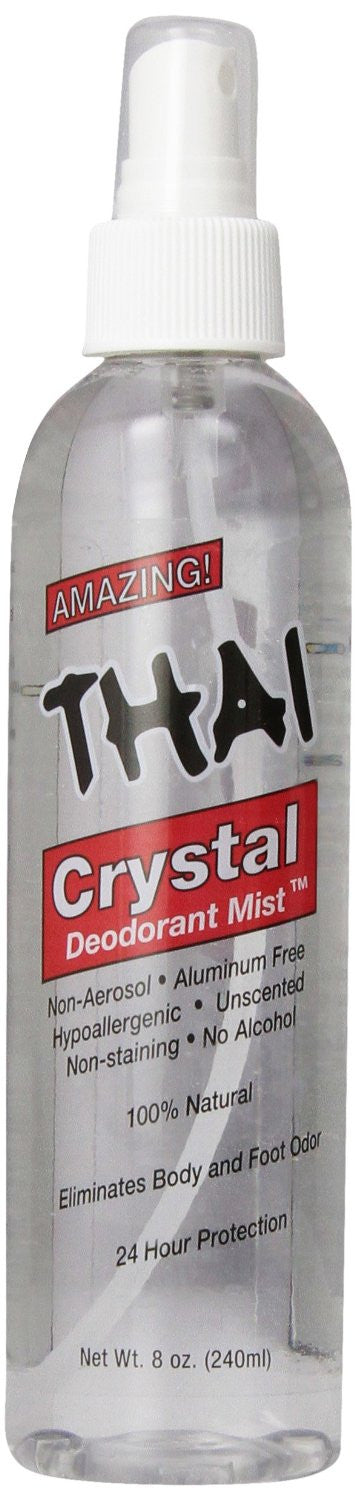 AMAZING!
THAI
Crystal
Deodorant Mist™
Non-Aerosol • Aluminum Free
Hypoallergenic • Unscented
Non-staining • No Alcohol
100% Natural
Eliminates Body and Foot Odor
24 Hour Protection
Net Wt. 8 oz. (240ml)